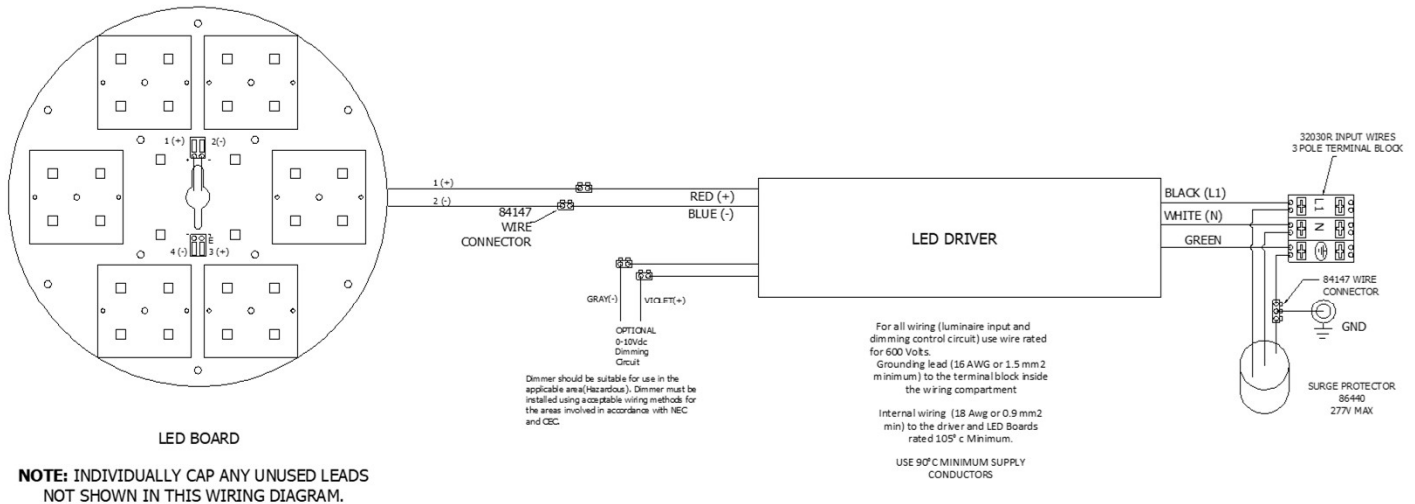 1 (+) 2(-)
E
4 (-) 3 (+)
LED BOARD
NOTE: INDIVIDUALLY CAP ANY UNUSED LEADS
NOT SHOWN IN THIS WIRING DIAGRAM.
1 (+)
2 (-)
84147
WIRE
CONNECTOR
RED (+)
BLUE (-)
GRAY(-)
VIOLET(+)
OPTIONAL
0-10Vdc
Dimming
Circuit
Dimmer should be suitable for use in the
applicable area(Hazardous). Dimmer must be
installed using acceptable wiring methods for
the areas involved in accordance with NEC
and CEC.
LED DRIVER
For all wiring (luminaire input and
dimming control circuit) use wire rated
for 600 Volts.
Grounding lead (16 AWG or 1.5 mm2
minimum) to the terminal block inside
the wiring compartment
Internal wiring (18 Awg or 0.9 mm2
min) to the driver and LED Boards
rated 105° c Minimum.
USE 90°C MINIMUM SUPPLY
CONDUCTORS
BLACK (L1)
WHITE (N)
GREEN
32030R INPUT WIRES
3 POLE TERMINAL BLOCK
L1
N
84147 WIRE
CONNECTOR
GND
SURGE PROTECTOR
86440
277V MAX